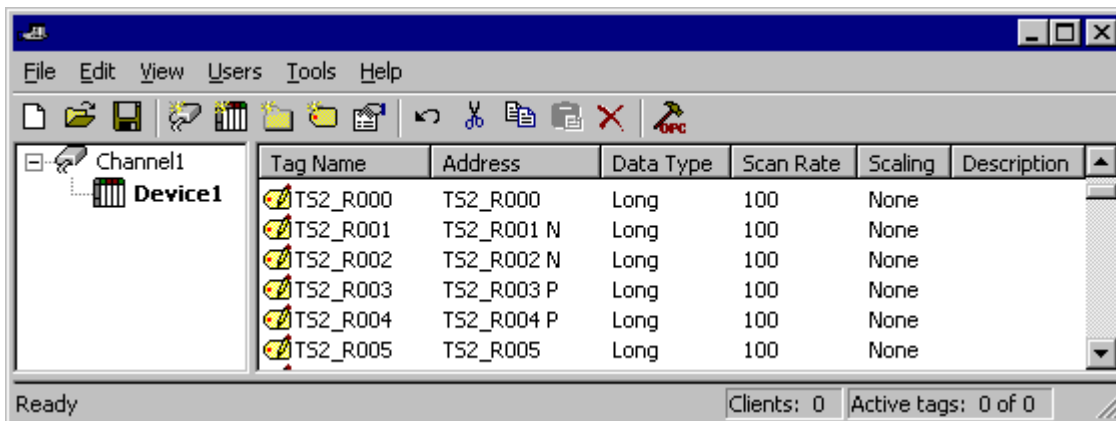 File Edit View Users Tools Help
OPC
Channel1
Device1
Tag Name Address Data Type Scan Rate Scaling Description
TS2_R000 TS2_R000 Long 100 None
TS2_R001 TS2_R001 N Long 100 None
TS2_R002 TS2_R002 N Long 100 None
TS2_R003 TS2_R003 P Long 100 None
TS2_R004 TS2_R004 P Long 100 None
TS2_R005 TS2_R005 Long 100 None
Ready Clients: 0 Active tags: 0 of 0